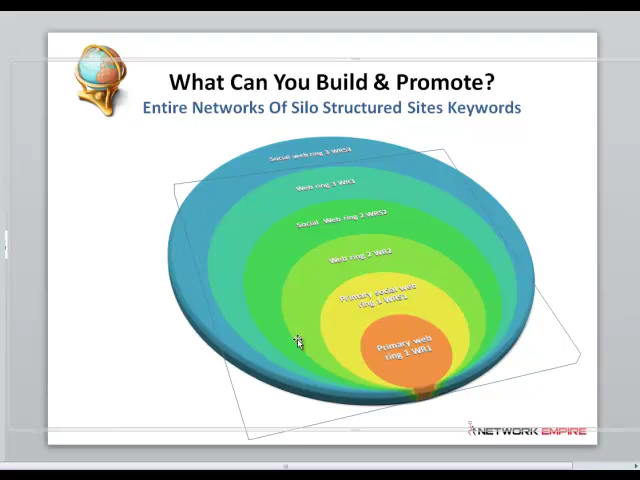 What Can You Build & Promote?
Entire Networks Of Silo Structured Sites Keywords
Social web ring 3 WRS4
Web ring 3 WR3
Social Web ring 2 WRS2
Web ring 2 WR2
Primary social web
ring 1 WRS1
Primary web
ring 1 WR1
NETWORK EMPIRE